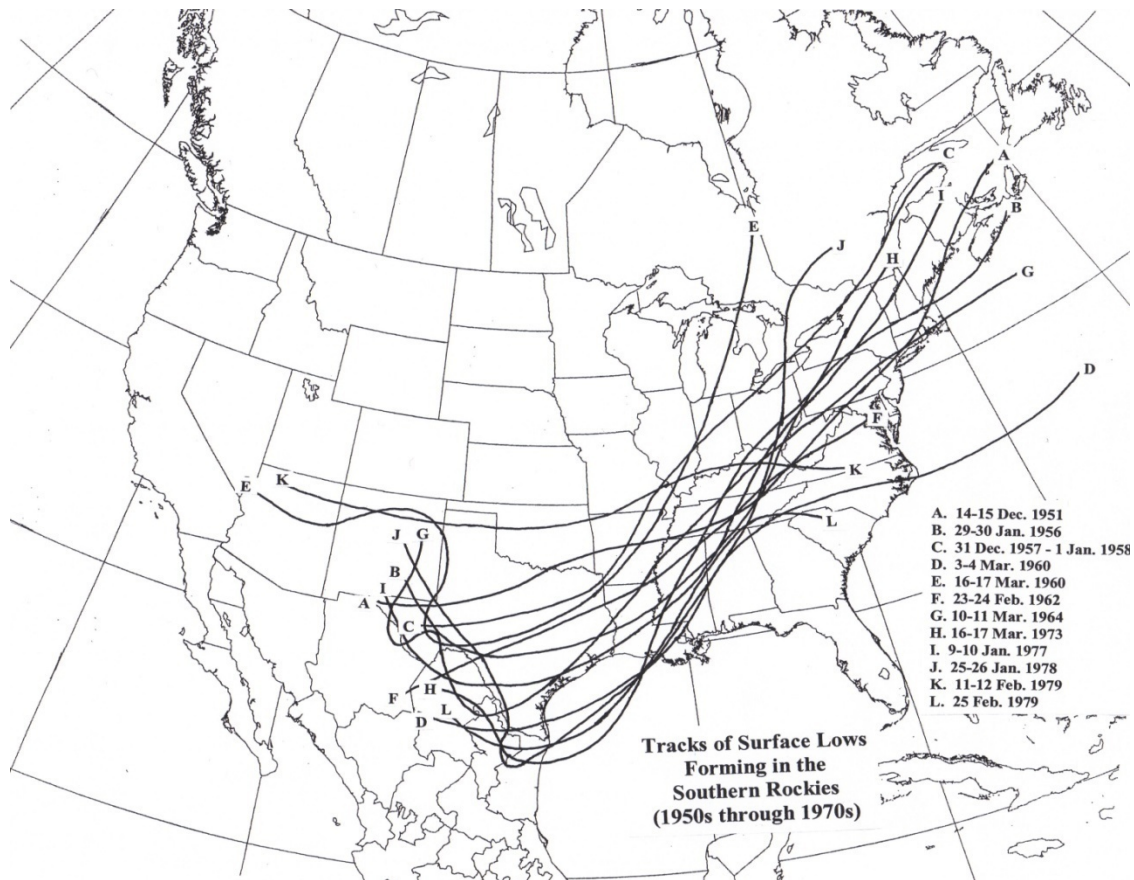 C
A
I
B
E
J
H
G
D
F
K
E
K
L
J
G
B
I
A
C
F
H
L
D
A. 14-15 Dec. 1951
B. 29-30 Jan. 1956
C. 31 Dec. 1957 - 1 Jan. 1958
D. 3-4 Mar. 1960
E. 16-17 Mar. 1960
F. 23-24 Feb. 1962
G. 10-11 Mar. 1964
H. 16-17 Mar. 1973
I. 9-10 Jan. 1977
J. 25-26 Jan. 1978
K. 11-12 Feb. 1979
L. 25 Feb. 1979
Tracks of Surface Lows
Forming in the
Southern Rockies
(1950s through 1970s)